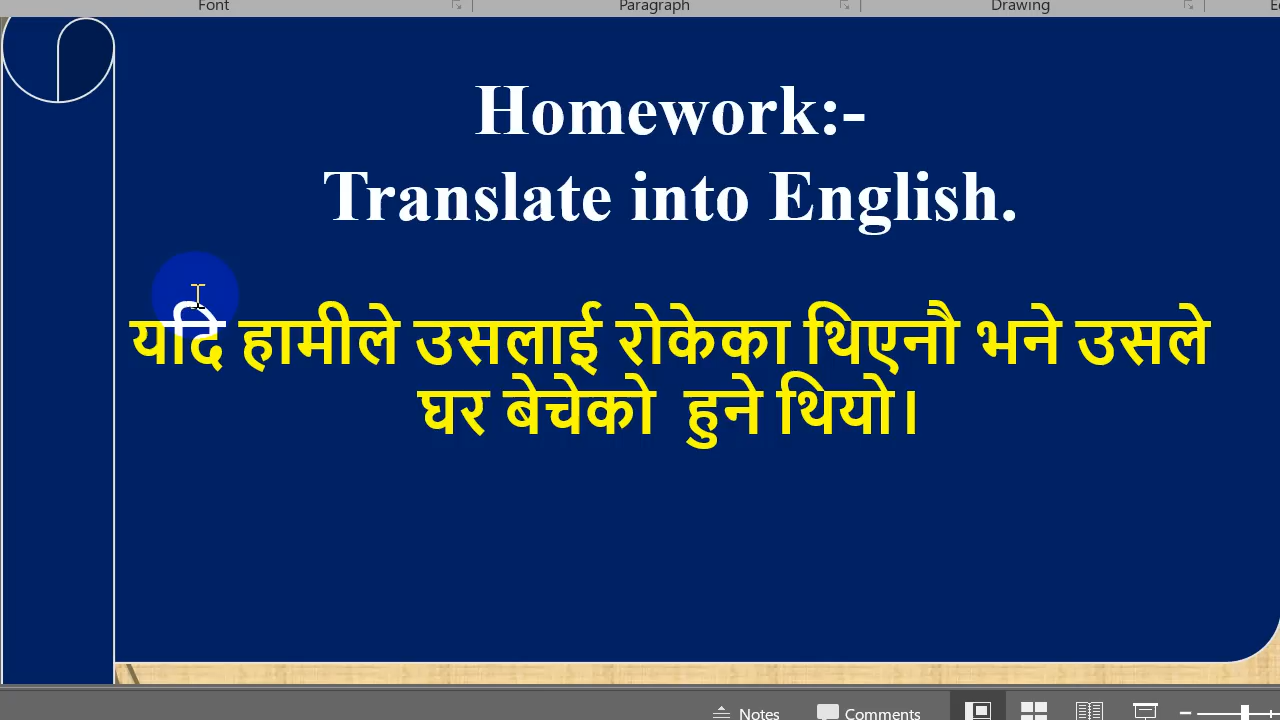 Font Paragraph Drawing
Homework:-
Translate into English.
यदि हामीले उसलाई रोकेका थिएनौ भने उसले
घर बेचेको हुने थियो।
Notes Comments